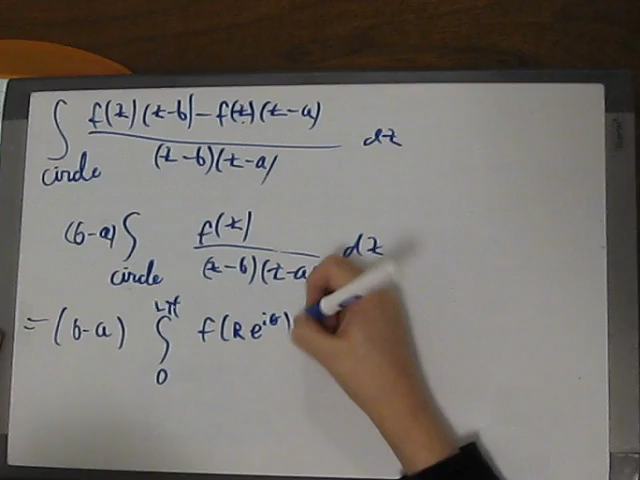 ∫ f(z)(z-b)-f(z)(z-a) dz
circle (z-b)(z-a)
(b-a) ∫ f(z) dz
circle (z-b)(z-a
2π
= (b-a) ∫ f(Re^{iθ})
0